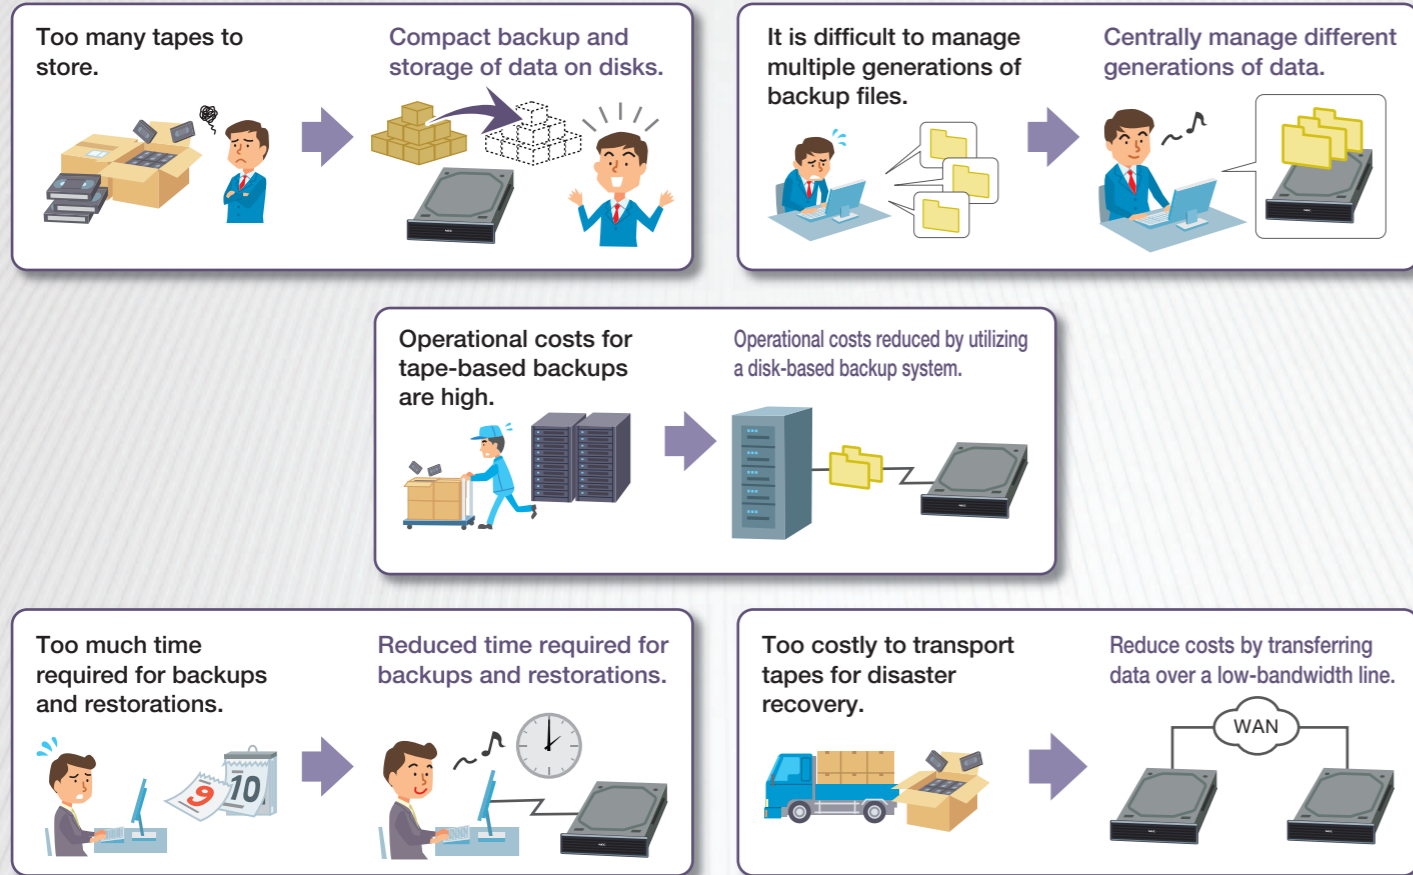 Too many tapes to
store.
Compact backup and
storage of data on disks.
It is difficult to manage
multiple generations of
backup files.
Centrally manage different
generations of data.
Operational costs for
tape-based backups
are high.
Operational costs reduced by utilizing
a disk-based backup system.
Too much time
required for backups
and restorations.
9
10
Reduced time required for
backups and restorations.
Too costly to transport
tapes for disaster
recovery.
Reduce costs by transferring
data over a low-bandwidth line.
WAN